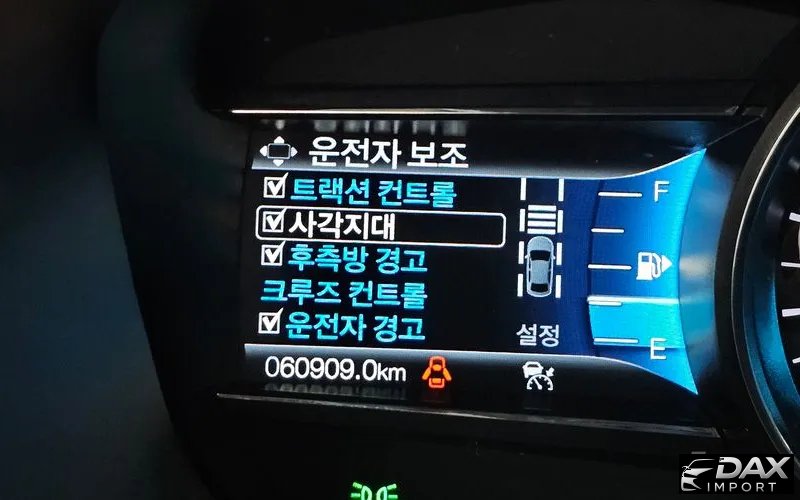 운전자 보조
트랙션 컨트롤
사각지대
후측방 경고
크루즈 컨트롤
운전자 경고
설정
F
E
060909.0km
DAX
IMPORT